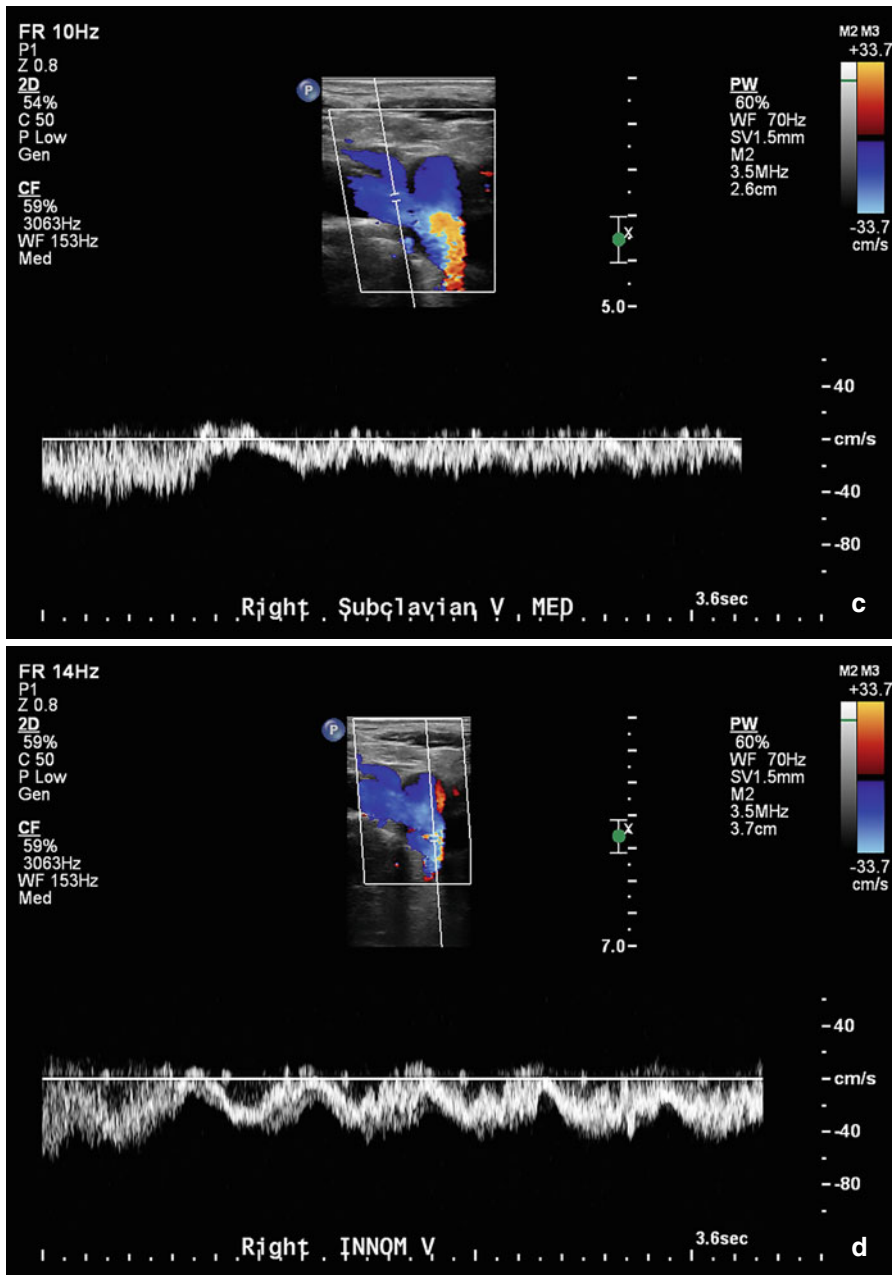 FR 10Hz
P1
Z 0.8
2D
54%
C 50
P Low
Gen
CF
59%
3063Hz
WF 153Hz
Med
P
5.0
X
PW
60%
WF 70Hz
SV1.5mm
M2
3.5MHz
2.6cm
M2 M3
+33.7
-33.7
cm/s
40
cm/s
-40
-80
Right Subclavian V MED
3.6sec
c
FR 14Hz
P1
Z 0.8
2D
59%
C 50
P Low
Gen
CF
59%
3063Hz
WF 153Hz
Med
P
7.0
X
PW
60%
WF 70Hz
SV1.5mm
M2
3.5MHz
3.7cm
M2 M3
+33.7
-33.7
cm/s
40
cm/s
-40
-80
Right INNOM V
3.6sec
d